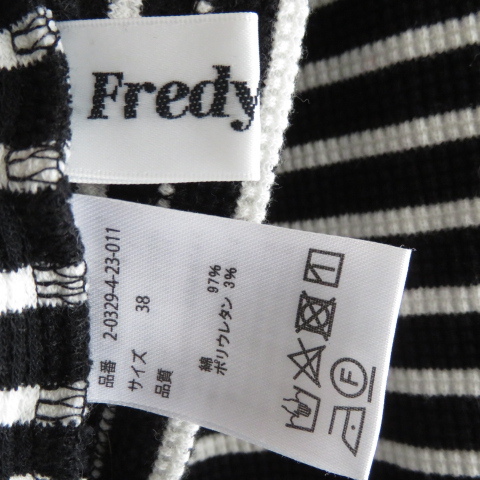 Fredy
品番 2-0329-4-23-011
サイズ 38
品質
綿 97%
ポリウレタン 3%
F